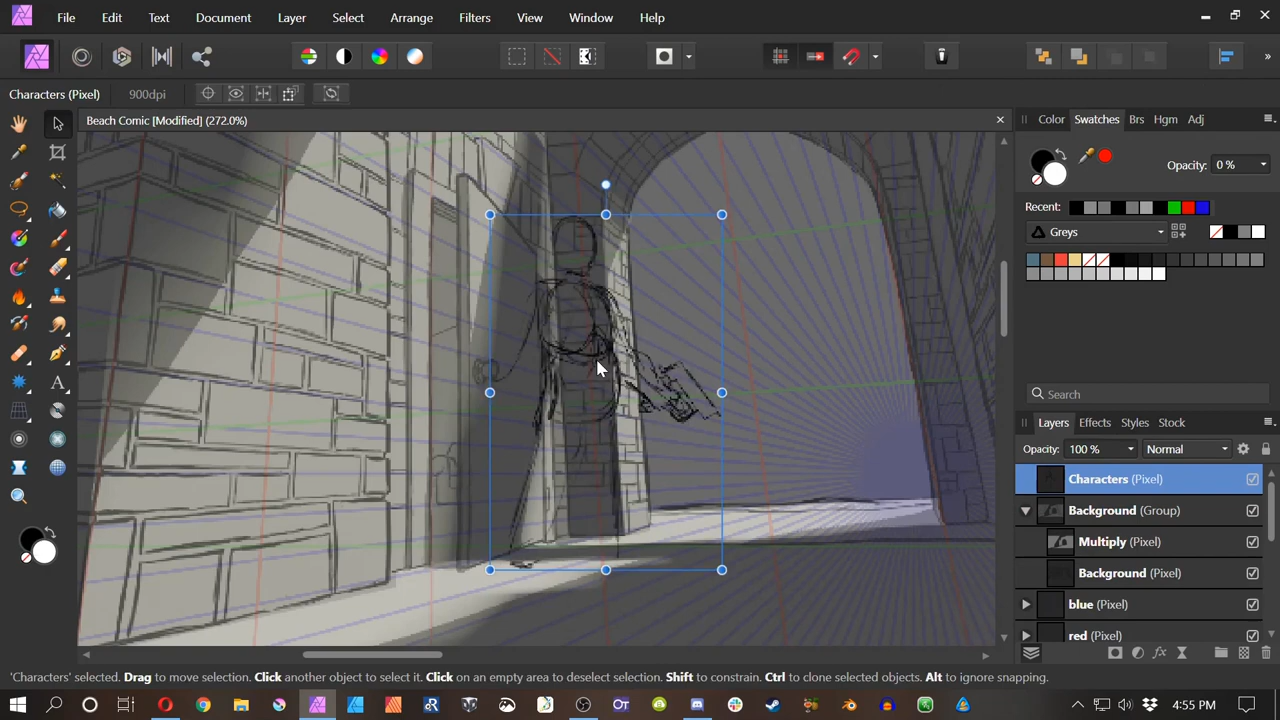 File Edit Text Document Layer Select Arrange Filters View Window Help
Characters (Pixel) 900dpi
Beach Comic [Modified] (272.0%)
Color Swatches Brs Hgm Adj
Opacity: 0 %
Recent:
Greys
Search
Layers Effects Styles Stock
Opacity: 100 % Normal
Characters (Pixel)
Background (Group)
Multiply (Pixel)
Background (Pixel)
blue (Pixel)
red (Pixel)
'Characters' selected. Drag to move selection. Click another object to select it. Click on an empty area to deselect selection. Shift to constrain. Ctrl to clone selected objects. Alt to ignore snapping.
4:55 PM